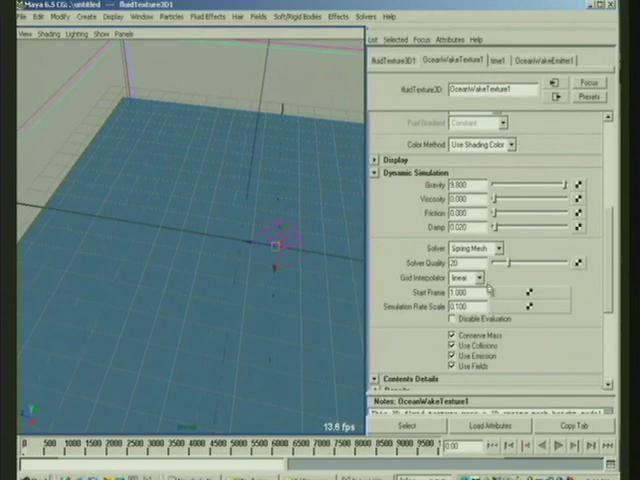 Maya 6.5 CG: .\untitled --- fluidTexture3D1
File Edit Modify Create Display Window Particles Fluid Effects Fields Soft/Rigid Bodies Effects Solvers Hair Help
View Shading Lighting Show Panels
List Selected Focus Attributes Help
fluidTexture3D1 OceanWakeTexture1 time1 OceanWakeEmitter1
fluidTexture3D: OceanWakeTexture1
Focus
Presets
Constant
Color Method Use Shading Color
Display
Dynamic Simulation
Gravity 9.800
Viscosity 0.000
Friction 0.000
Damp 0.020
Solver Spring Mesh
Solver Quality 20
Grid Interpolator linear
Start Frame 1.000
Simulation Rate Scale 0.100
Disable Evaluation
Conserve Mass
Use Collisions
Use Emission
Use Fields
Contents Details
Notes: OceanWakeTexture1
13.6 fps
Select Load Attributes Copy Tab
0 500 1000 1500 2000 2500 3000 3500 4000 4500 5000 5500 6000 6500 7000 7500 8000 8500 9000 9500 0.00